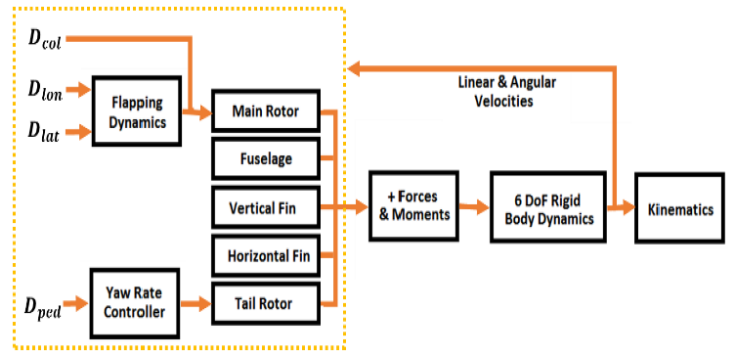 D_col
D_lon
D_lat
Flapping
Dynamics
Main Rotor
Fuselage
Vertical Fin
Horizontal Fin
Tail Rotor
D_ped
Yaw Rate
Controller
+ Forces
& Moments
6 DoF Rigid
Body Dynamics
Kinematics
Linear & Angular
Velocities